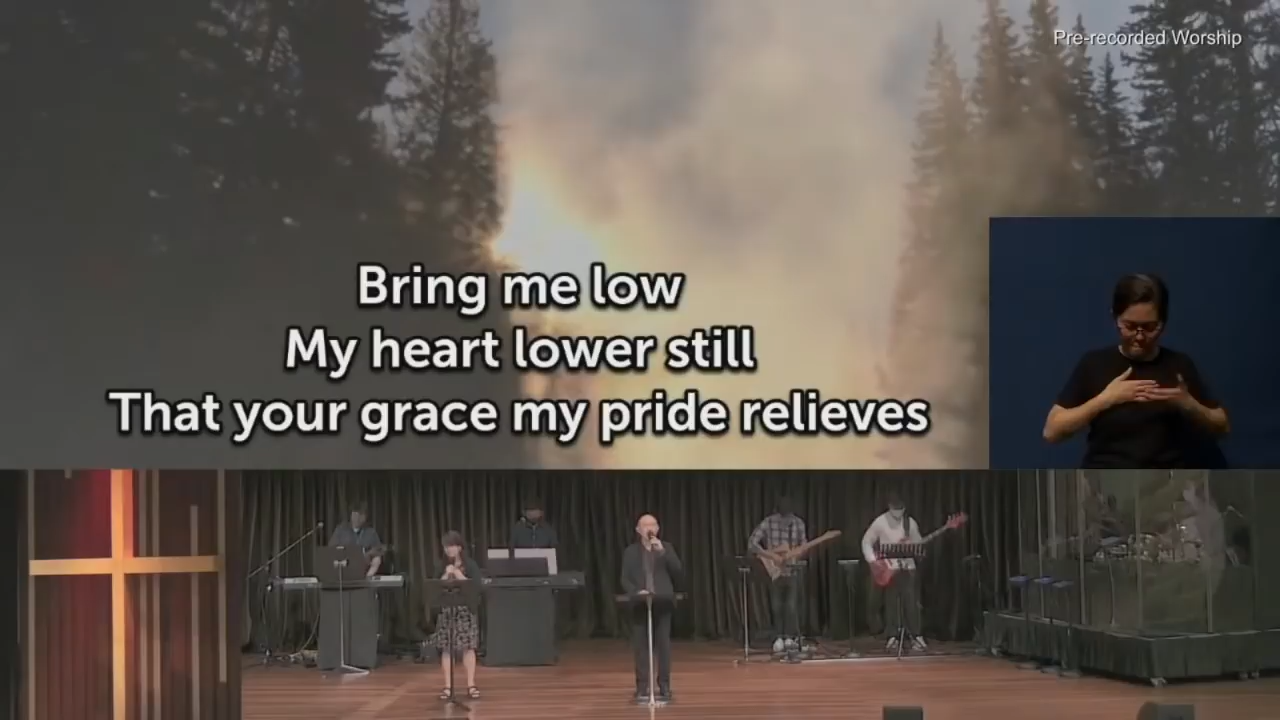 Pre-recorded Worship
Bring me low
My heart lower still
That your grace my pride relieves